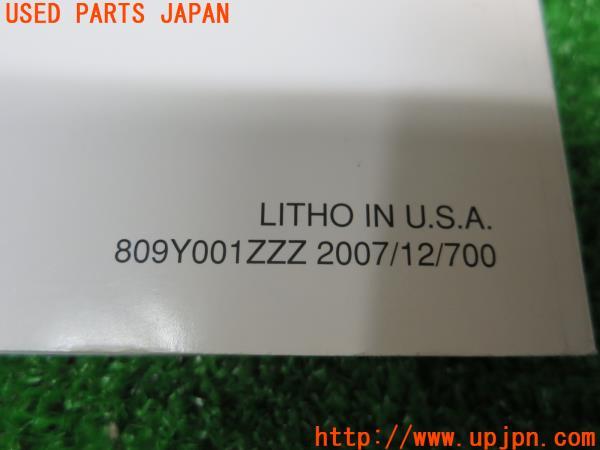 USED PARTS JAPAN
LITHO IN U.S.A.
809Y001ZZZ 2007/12/700
http://www.upjpn.com/